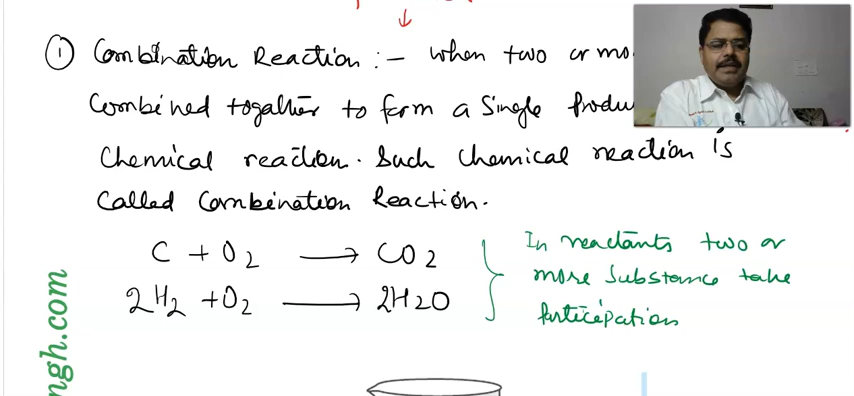 ① Combination Reaction :– When two or mo
Combined together to form a Single Produ
Chemical reaction. Such Chemical reaction is
Called Combination Reaction.
C + O2 ⟶ CO2
2H2 + O2 ⟶ 2H2O
In reactants two or
more Substance take
participation
ngh.com